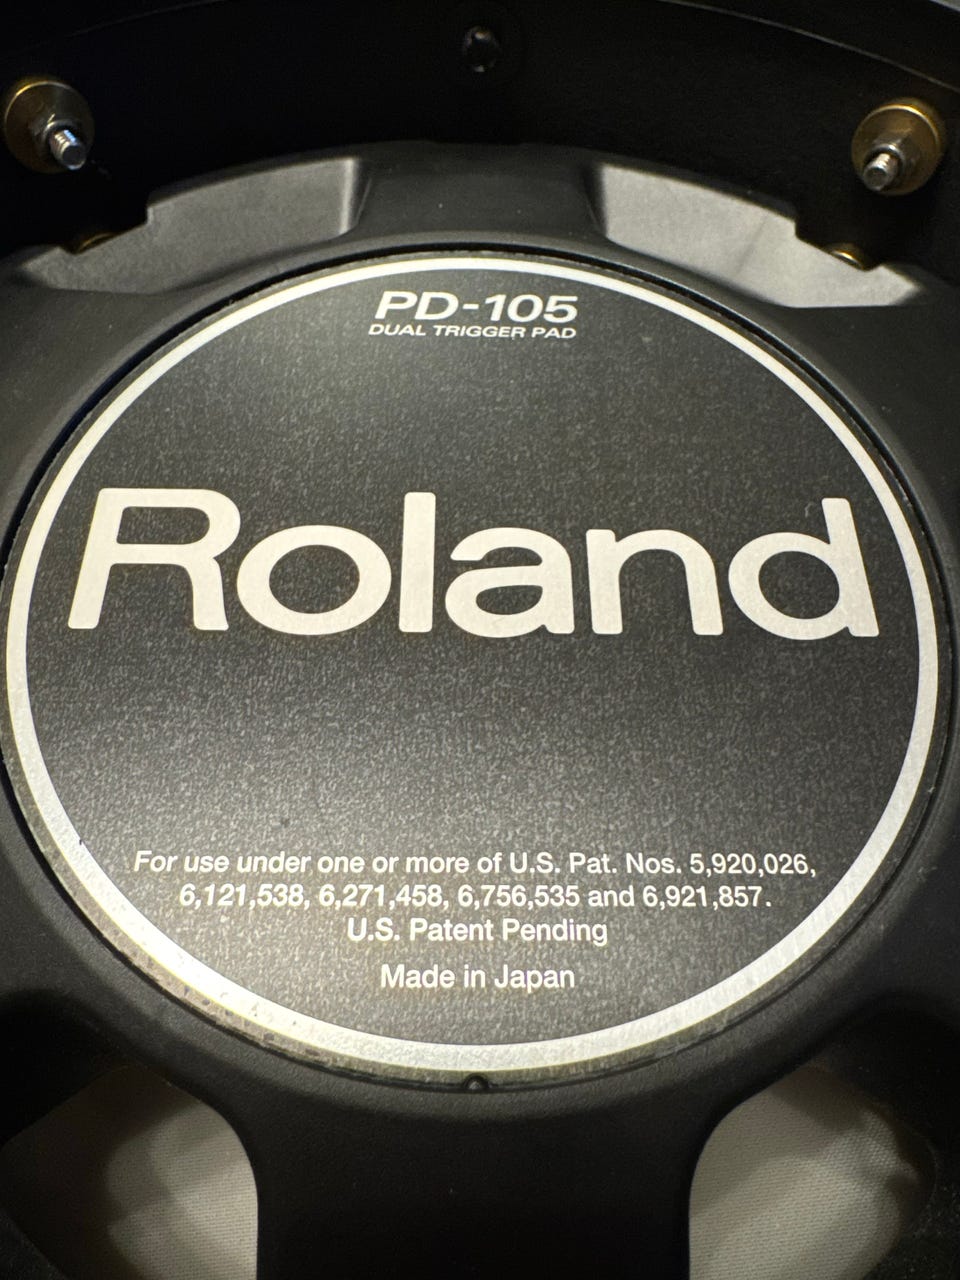 PD-105
DUAL TRIGGER PAD
Roland
For use under one or more of U.S. Pat. Nos. 5,920,026,
6,121,538, 6,271,458, 6,756,535 and 6,921,857.
U.S. Patent Pending
Made in Japan